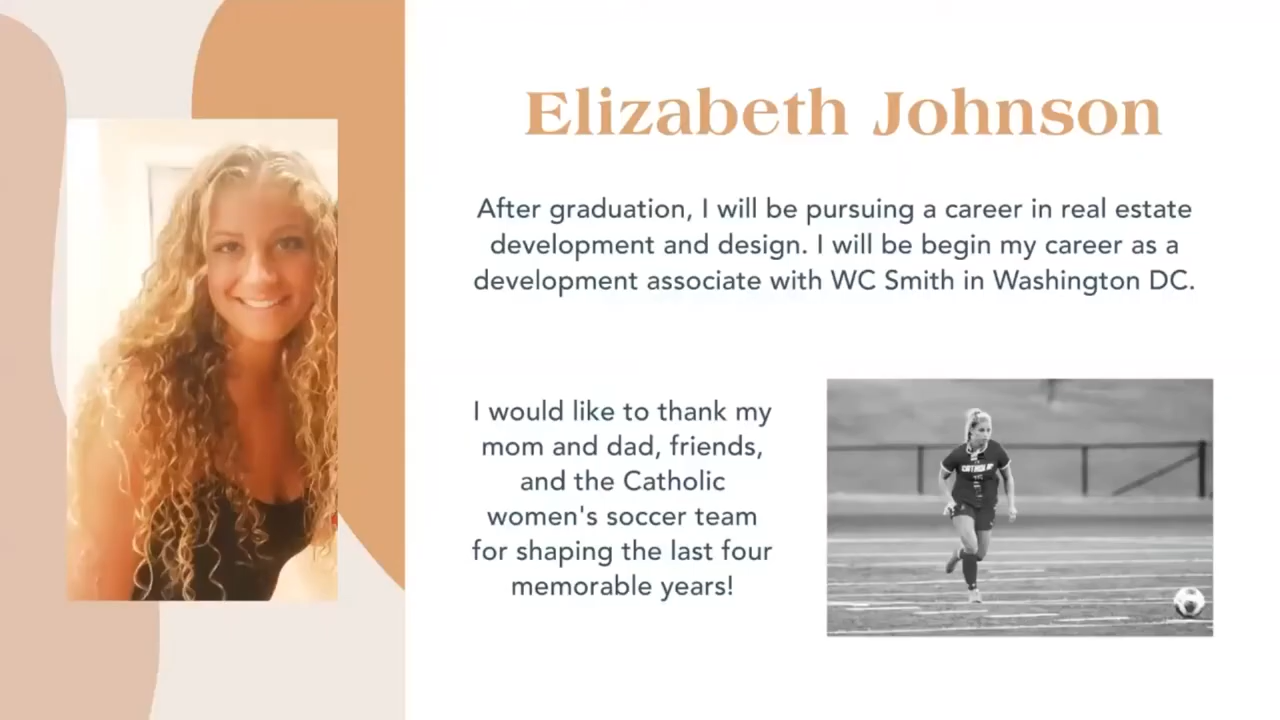 Elizabeth Johnson
After graduation, I will be pursuing a career in real estate
development and design. I will be begin my career as a
development associate with WC Smith in Washington DC.
I would like to thank my
mom and dad, friends,
and the Catholic
women's soccer team
for shaping the last four
memorable years!
CATHOLIC